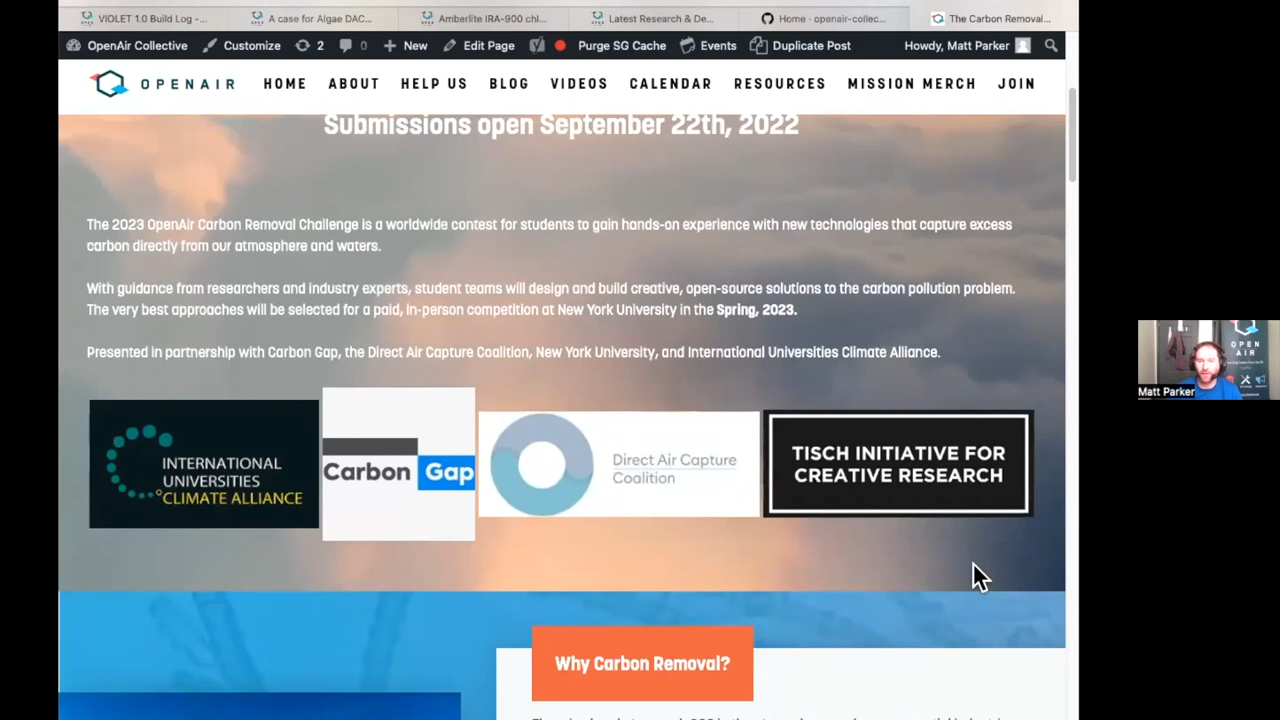 VIOLET 1.0 Build Log -...
A case for Algae DAC...
Amberlite IRA-900 chl...
Latest Research & De...
Home · openair-collec...
The Carbon Removal...
OpenAir Collective
Customize
2
0
New
Edit Page
Purge SG Cache
Events
Duplicate Post
Howdy, Matt Parker
OPENAIR
HOME
ABOUT
HELP US
BLOG
VIDEOS
CALENDAR
RESOURCES
MISSION MERCH
JOIN
Submissions open September 22th, 2022
The 2023 OpenAir Carbon Removal Challenge is a worldwide contest for students to gain hands-on experience with new technologies that capture excess
carbon directly from our atmosphere and waters.
With guidance from researchers and industry experts, student teams will design and build creative, open-source solutions to the carbon pollution problem.
The very best approaches will be selected for a paid, in-person competition at New York University in the Spring, 2023.
Presented in partnership with Carbon Gap, the Direct Air Capture Coalition, New York University, and International Universities Climate Alliance.
INTERNATIONAL
UNIVERSITIES
CLIMATE ALLIANCE
Carbon Gap
Direct Air Capture
Coalition
TISCH INITIATIVE FOR
CREATIVE RESEARCH
OPEN
AIR
Matt Parker
Why Carbon Removal?